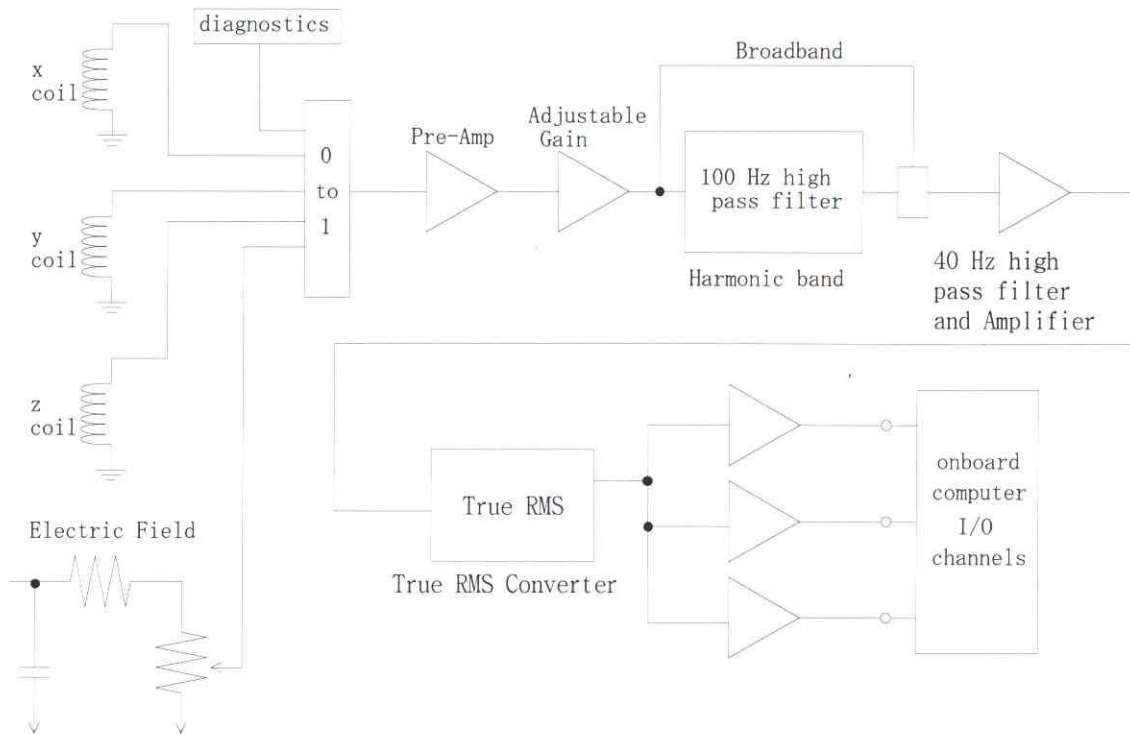 diagnostics
x
coil
Broadband
Pre-Amp
Adjustable
Gain
0
to
1
100 Hz high
pass filter
y
coil
Harmonic band
40 Hz high
pass filter
and Amplifier
z
coil
True RMS
onboard
computer
I/O
channels
Electric Field
True RMS Converter